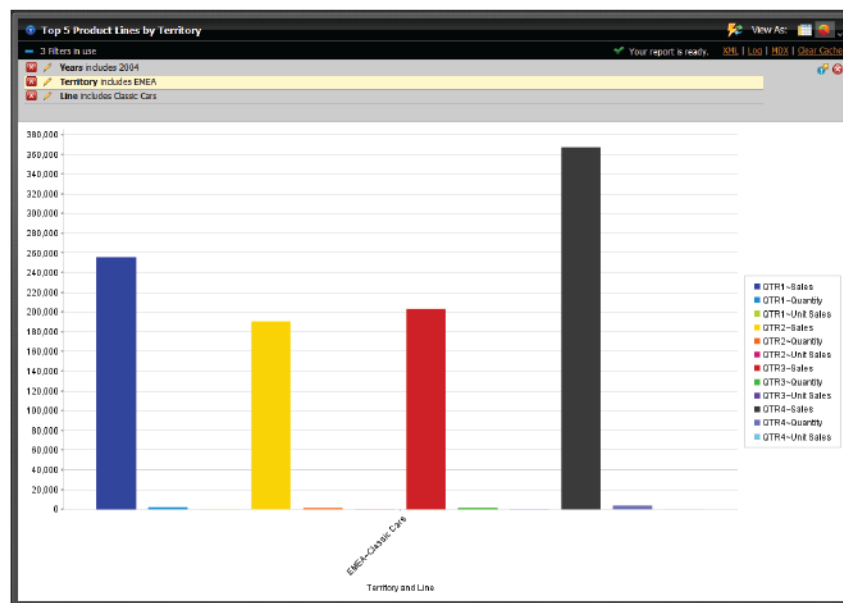 Top 5 Product Lines by Territory
View As:
3 Filters in use
Your report is ready.
XML | Log | MDX | Clear Cache
Years includes 2004
Territory includes EMEA
Line includes Classic Cars
380,000
360,000
340,000
320,000
300,000
280,000
260,000
240,000
220,000
200,000
180,000
160,000
140,000
120,000
100,000
80,000
60,000
40,000
20,000
0
QTR1~Sales
QTR1~Quantity
QTR1~Unit Sales
QTR2~Sales
QTR2~Quantity
QTR2~Unit Sales
QTR3~Sales
QTR3~Quantity
QTR3~Unit Sales
QTR4~Sales
QTR4~Quantity
QTR4~Unit Sales
EMEA~Classic Cars
Territory and Line